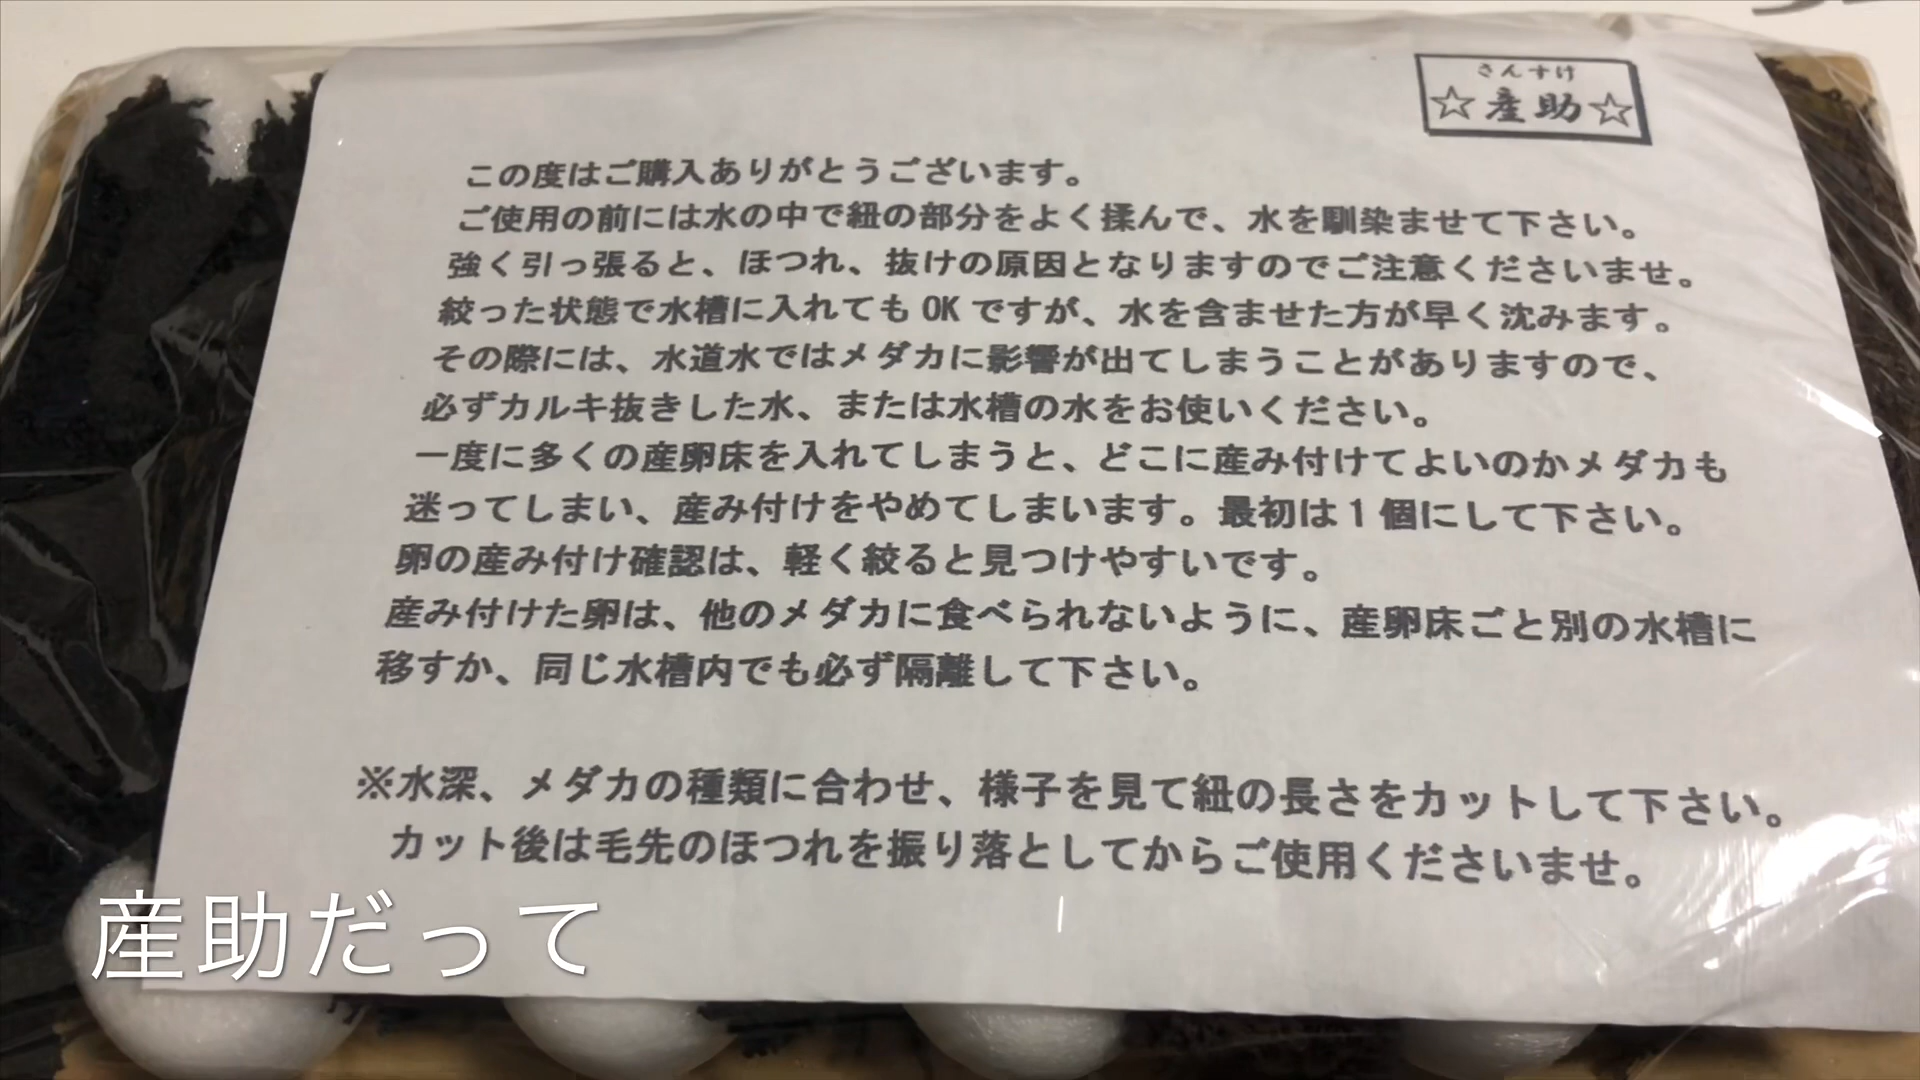 さんすけ
☆産助☆
この度はご購入ありがとうございます。
ご使用の前には水の中で紐の部分をよく揉んで、水を馴染ませて下さい。
強く引っ張ると、ほつれ、抜けの原因となりますのでご注意くださいませ。
絞った状態で水槽に入れてもOKですが、水を含ませた方が早く沈みます。
その際には、水道水ではメダカに影響が出てしまうことがありますので、
必ずカルキ抜きした水、または水槽の水をお使いください。
一度に多くの産卵床を入れてしまうと、どこに産み付けてよいのかメダカも
迷ってしまい、産み付けをやめてしまいます。最初は1個にして下さい。
卵の産み付け確認は、軽く絞ると見つけやすいです。
産み付けた卵は、他のメダカに食べられないように、産卵床ごと別の水槽に
移すか、同じ水槽内でも必ず隔離して下さい。
※水深、メダカの種類に合わせ、様子を見て紐の長さをカットして下さい。
カット後は毛先のほつれを振り落としてからご使用くださいませ。
産助だって